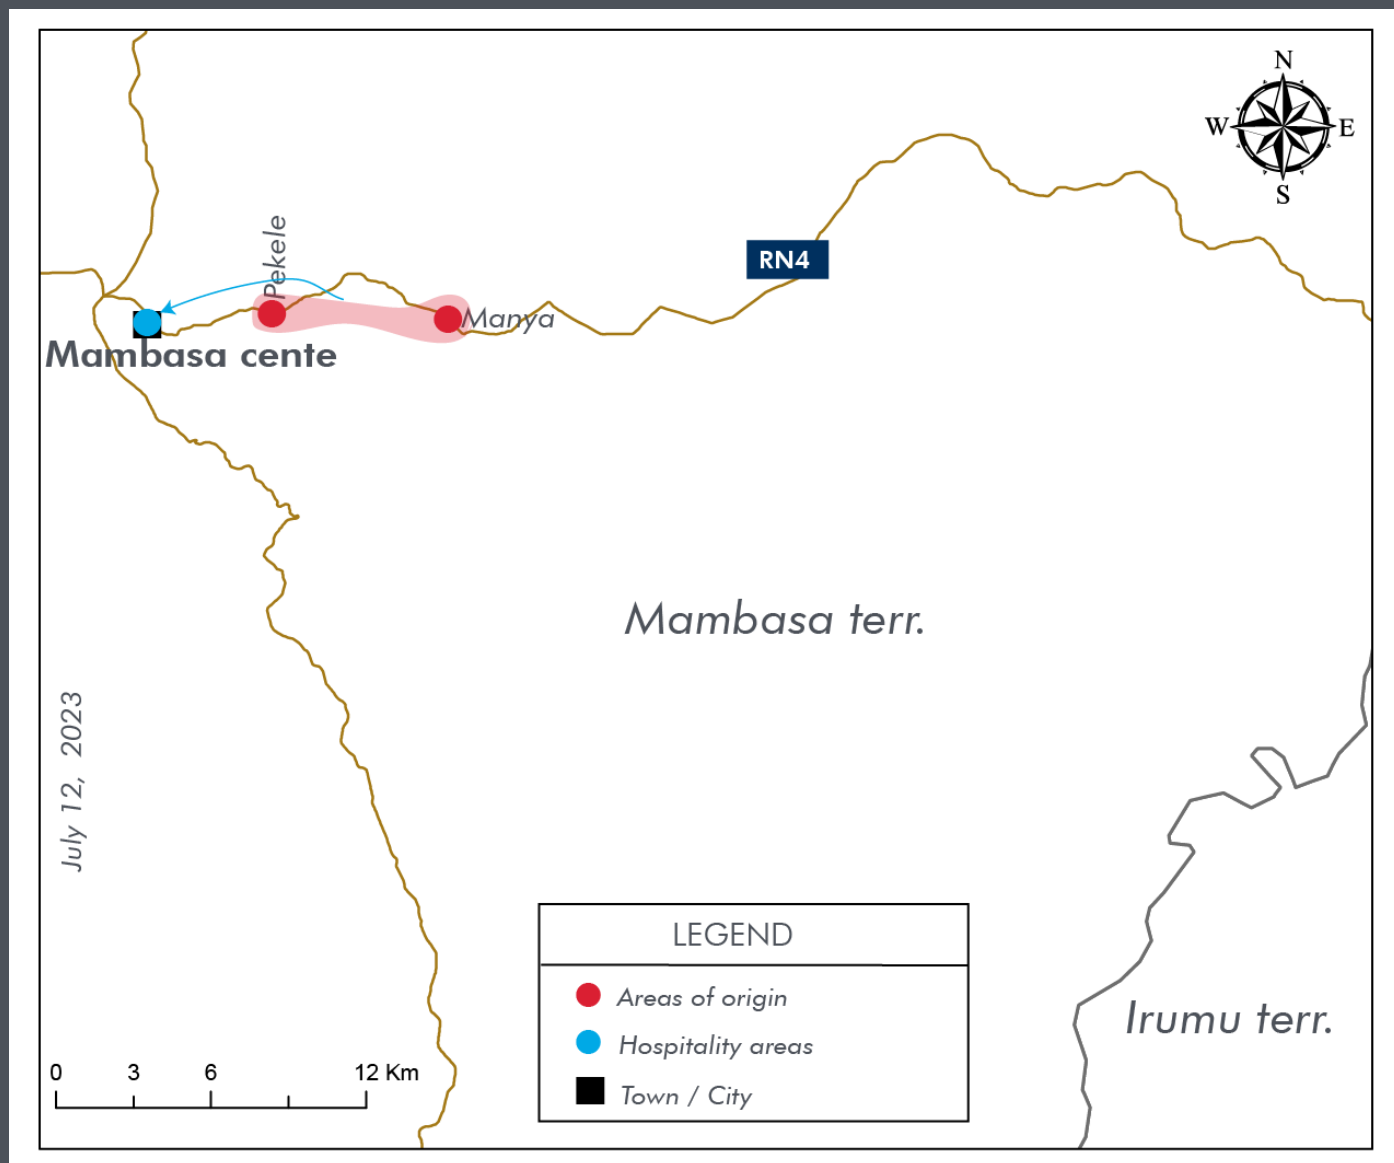 N
W E
S
Pekele
RN4
Manya
Mambasa cente
Mambasa terr.
July 12, 2023
LEGEND
Areas of origin
Hospitality areas
Town / City
Irumu terr.
0 3 6 12 Km